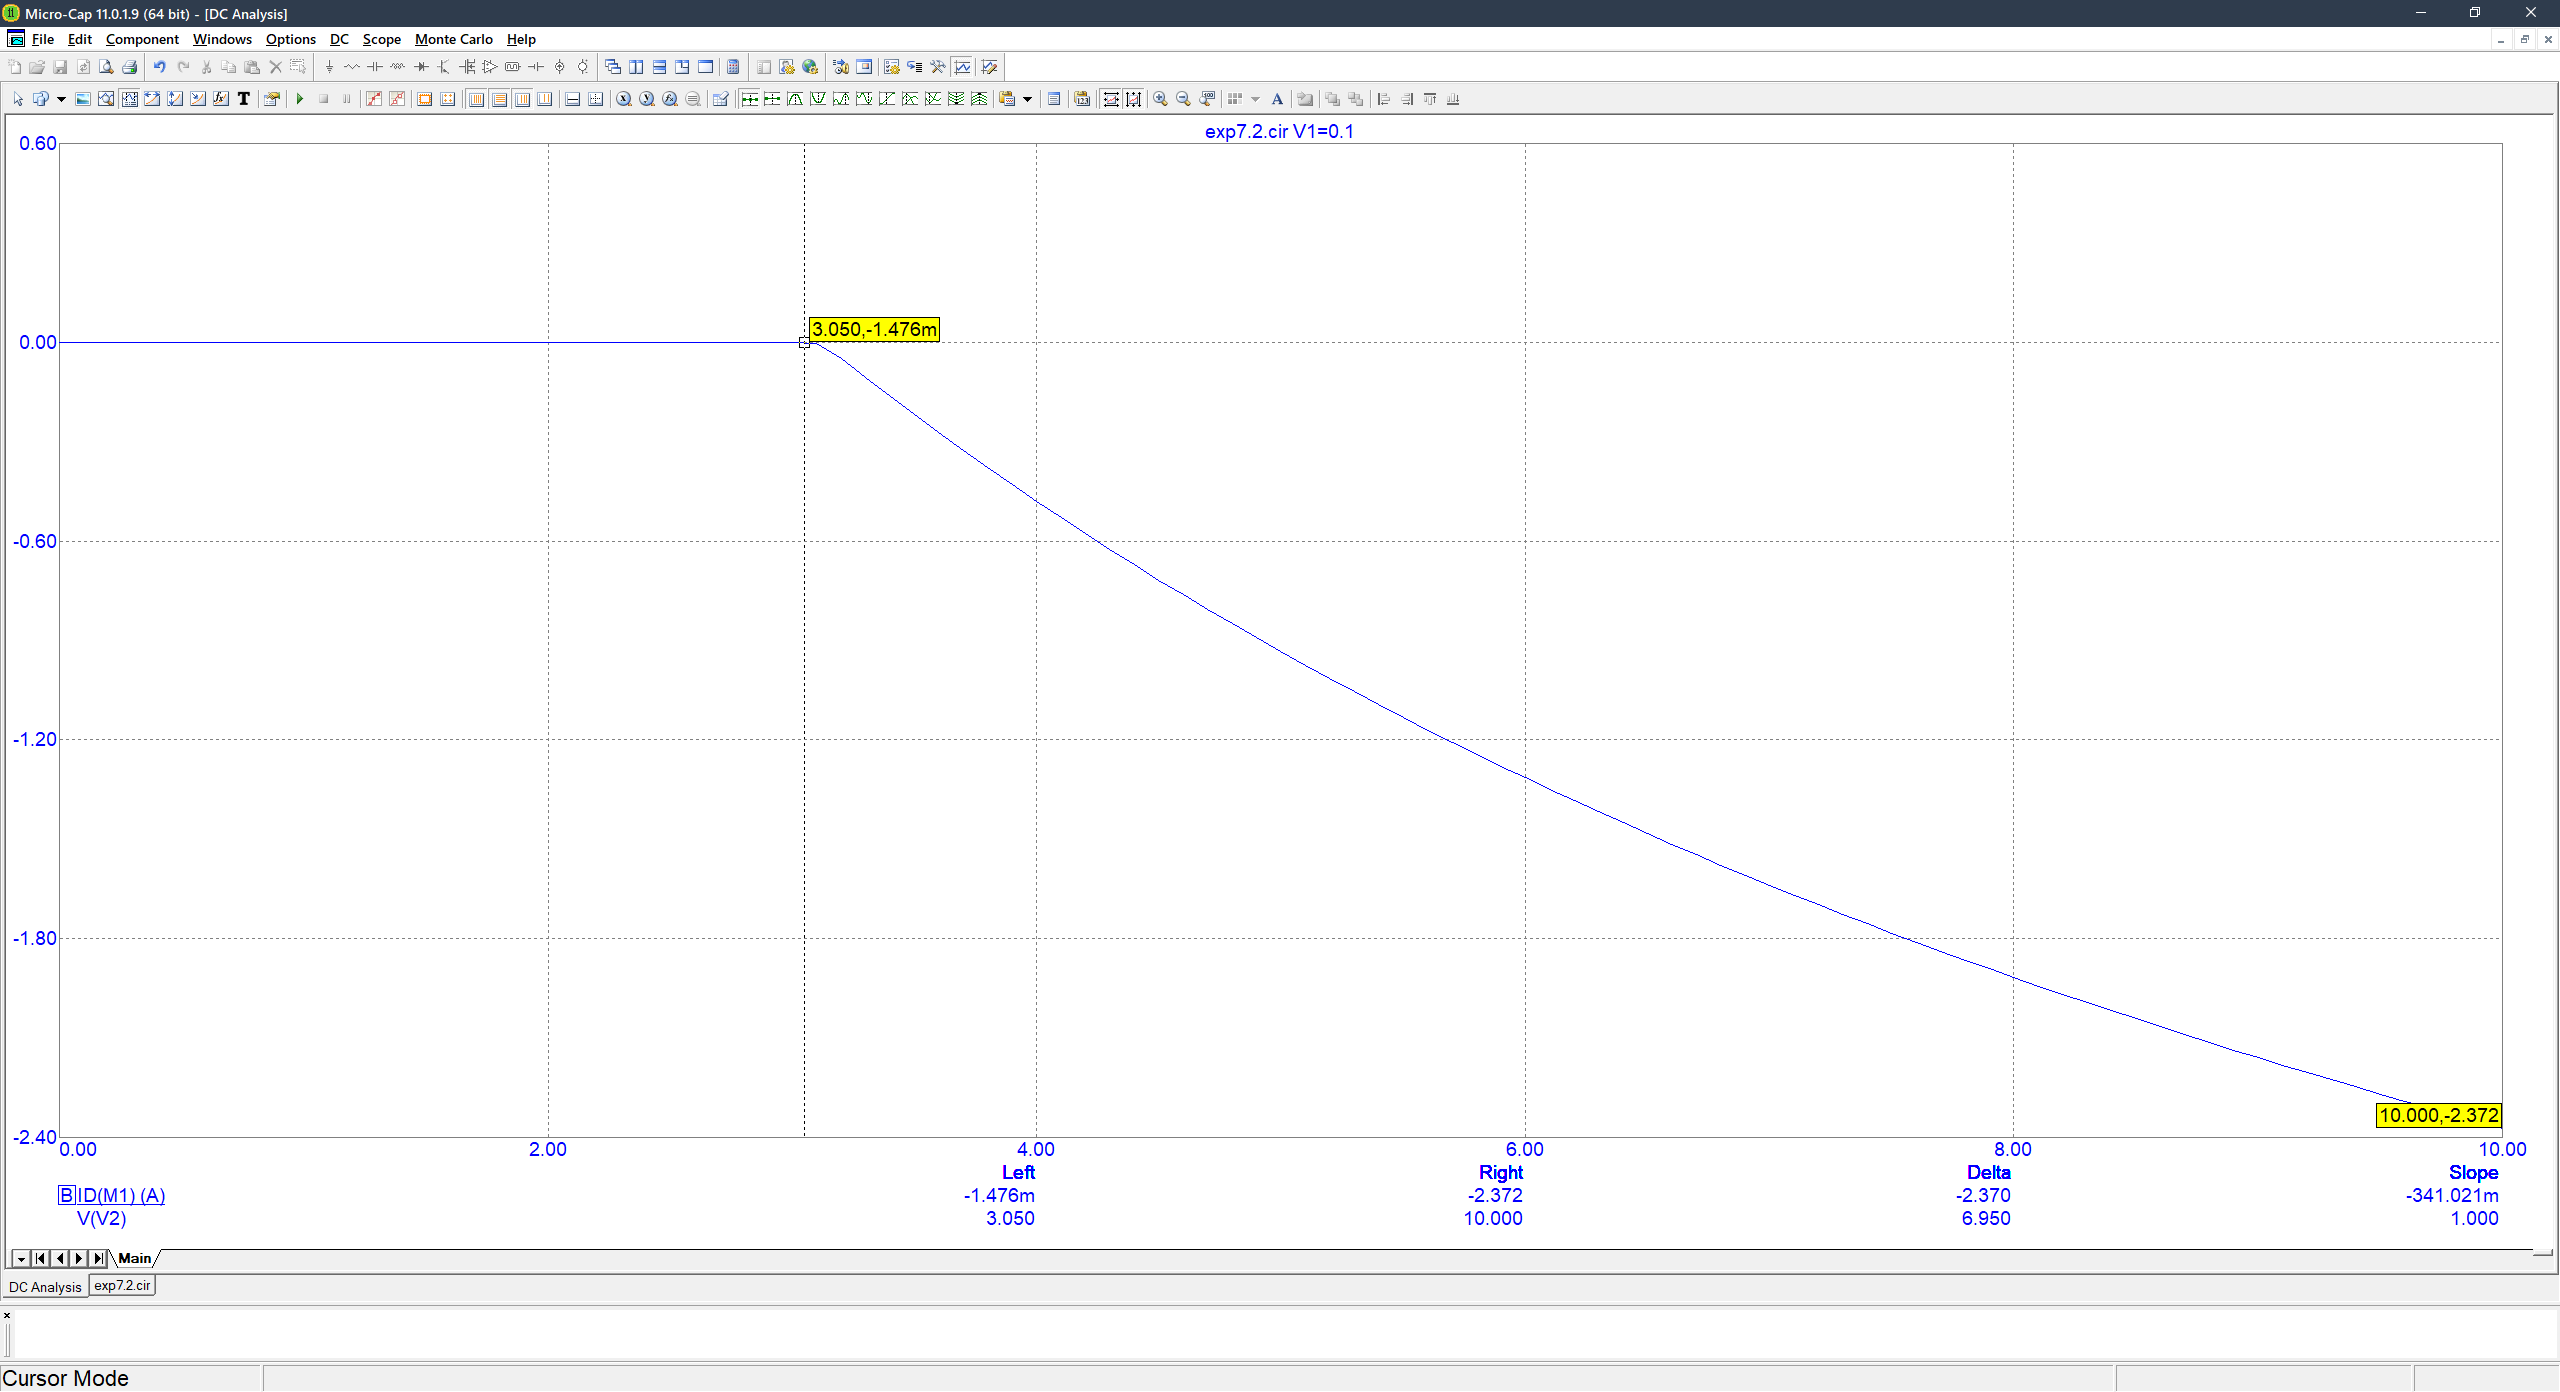 Micro-Cap 11.0.1.9 (64 bit) - [DC Analysis]
File Edit Component Windows Options DC Scope Monte Carlo Help
exp7.2.cir V1=0.1
0.60
3.050,-1.476m
0.00
-0.60
-1.20
-1.80
10.000,-2.372
-2.40
0.00 2.00 4.00 6.00 8.00 10.00
Left Right Delta Slope
B ID(M1) (A) -1.476m -2.372 -2.370 -341.021m
V(V2) 3.050 10.000 6.950 1.000
Main
DC Analysis exp7.2.cir
Cursor Mode